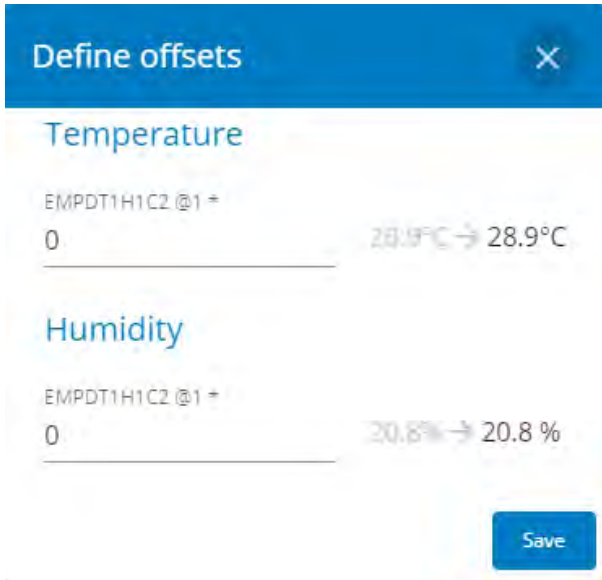 Define offsets
Temperature
EMPDT1H1C2 @1 *
0
28.9°C → 28.9°C
Humidity
EMPDT1H1C2 @1 *
0
20.8% → 20.8 %
Save